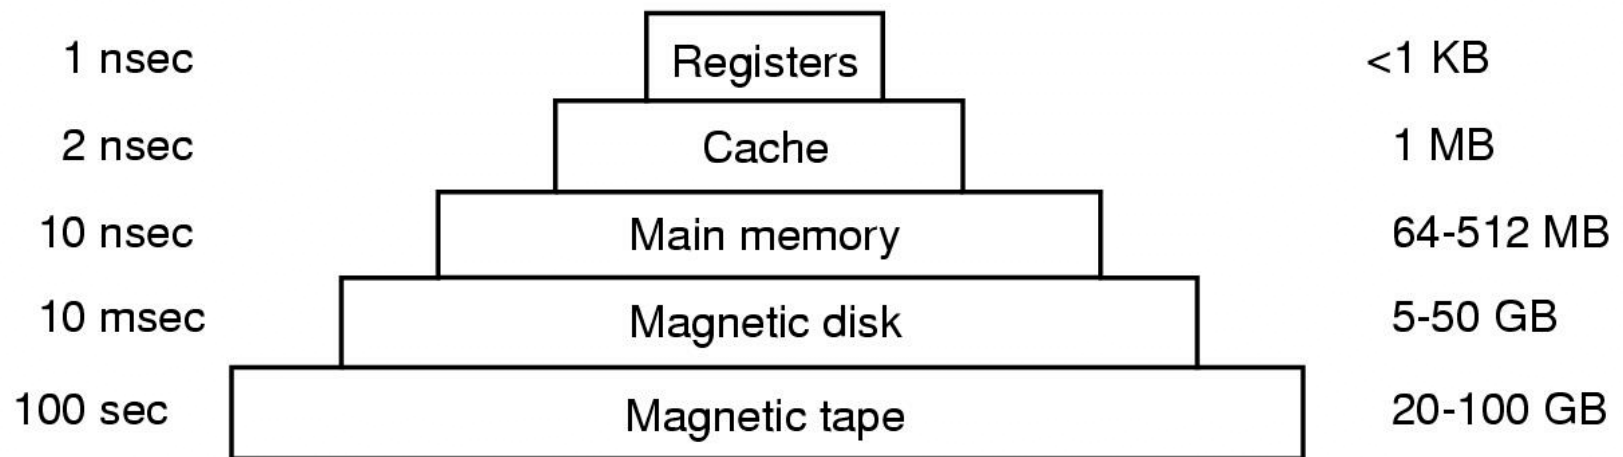 1 nsec Registers <1 KB
2 nsec Cache 1 MB
10 nsec Main memory 64-512 MB
10 msec Magnetic disk 5-50 GB
100 sec Magnetic tape 20-100 GB